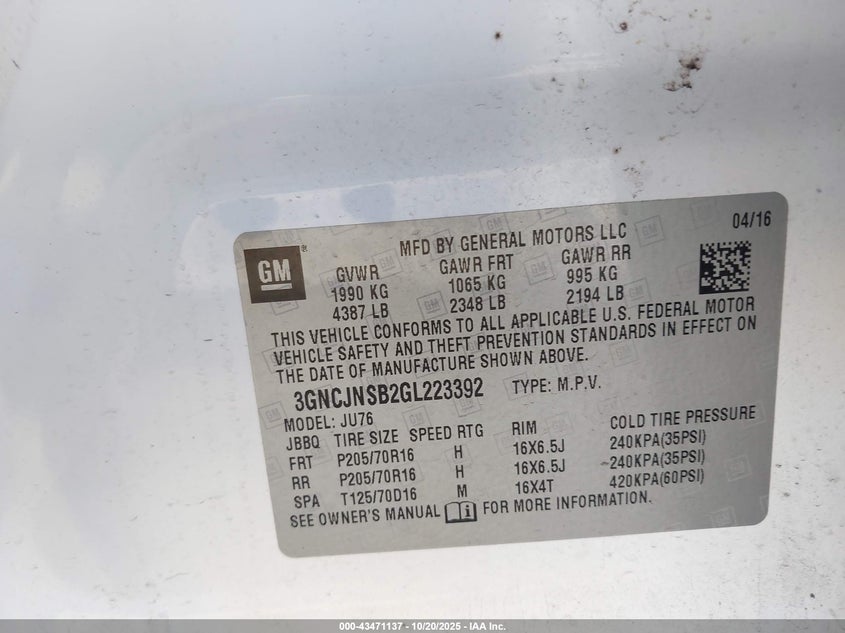 GM ®
MFD BY GENERAL MOTORS LLC
04/16
GVWR GAWR FRT GAWR RR
1990 KG 1065 KG 995 KG
4387 LB 2348 LB 2194 LB
THIS VEHICLE CONFORMS TO ALL APPLICABLE U.S. FEDERAL MOTOR
VEHICLE SAFETY AND THEFT PREVENTION STANDARDS IN EFFECT ON
THE DATE OF MANUFACTURE SHOWN ABOVE.
3GNCJNSB2GL223392 TYPE: M.P.V.
MODEL: JU76
JBBQ TIRE SIZE SPEED RTG RIM COLD TIRE PRESSURE
FRT P205/70R16 H 16X6.5J 240KPA(35PSI)
RR P205/70R16 H 16X6.5J 240KPA(35PSI)
SPA T125/70D16 M 16X4T 420KPA(60PSI)
SEE OWNER'S MANUAL FOR MORE INFORMATION.
000-43471137 - 10/20/2025 - IAA Inc.